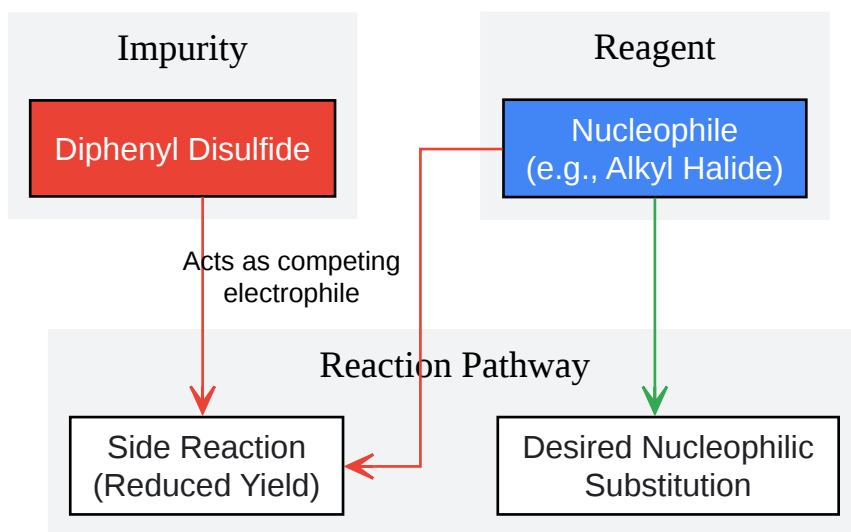 Impurity
Diphenyl Disulfide
Reagent
Nucleophile
(e.g., Alkyl Halide)
Acts as competing
electrophile
Reaction Pathway
Side Reaction
(Reduced Yield)
Desired Nucleophilic
Substitution